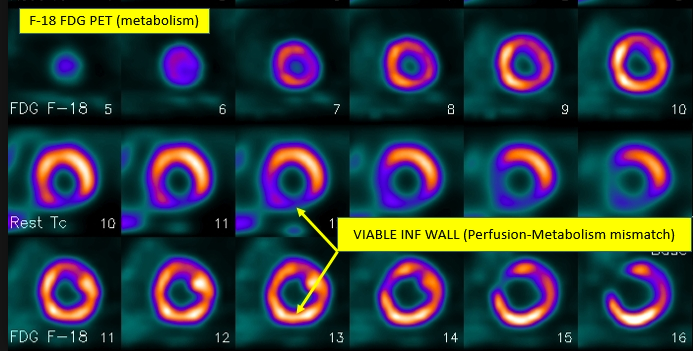 F-18 FDG PET (metabolism)
FDG F-18 5 6 7 8 9 10
Rest Tc 10 11 1
VIABLE INF WALL (Perfusion-Metabolism mismatch)
FDG F-18 11 12 13 14 15 16